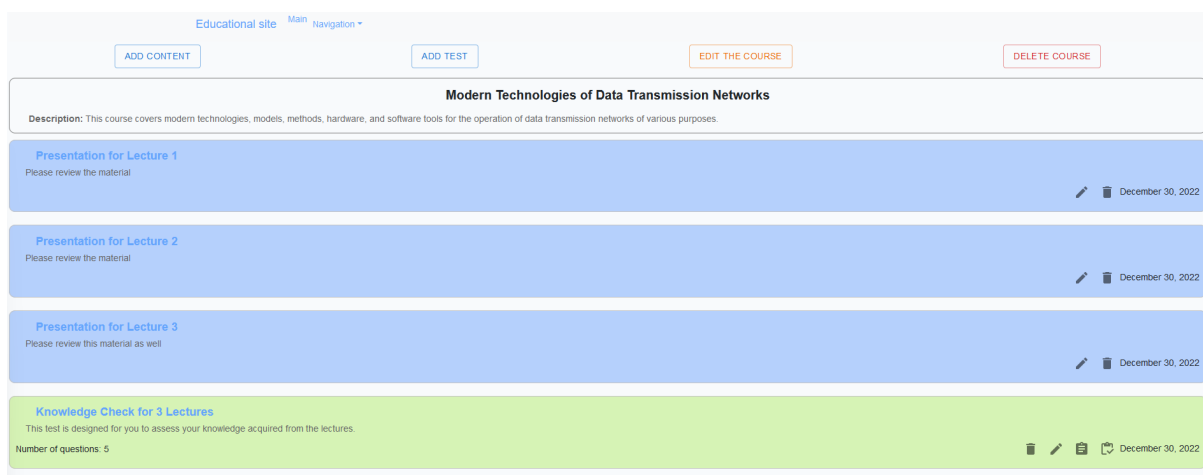 Educational site Main Navigation
ADD CONTENT ADD TEST EDIT THE COURSE DELETE COURSE
Modern Technologies of Data Transmission Networks
Description: This course covers modern technologies, models, methods, hardware, and software tools for the operation of data transmission networks of various purposes.
Presentation for Lecture 1
Please review the material
December 30, 2022
Presentation for Lecture 2
Please review the material
December 30, 2022
Presentation for Lecture 3
Please review this material as well
December 30, 2022
Knowledge Check for 3 Lectures
This test is designed for you to assess your knowledge acquired from the lectures.
Number of questions: 5 December 30, 2022